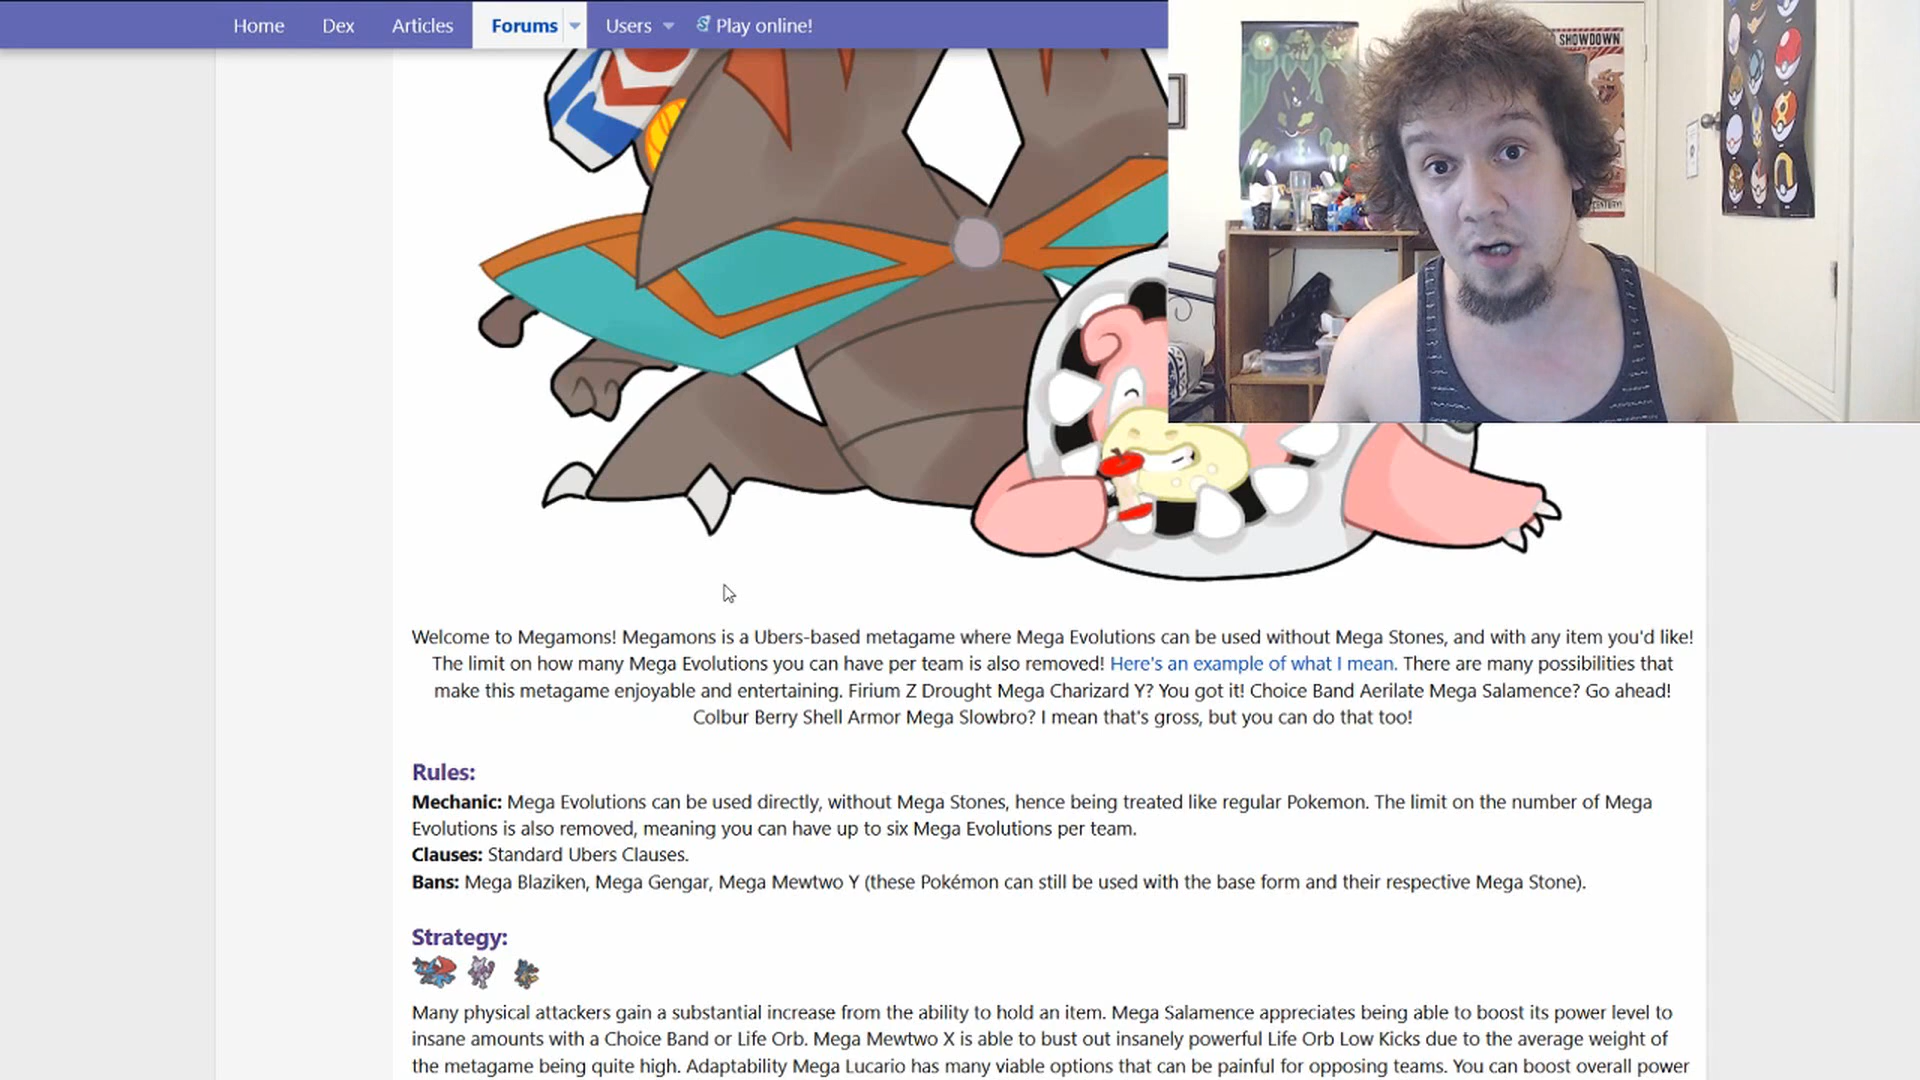 Home Dex Articles Forums Users Play online!
SHOWDOWN
Welcome to Megamons! Megamons is a Ubers-based metagame where Mega Evolutions can be used without Mega Stones, and with any item you'd like!
The limit on how many Mega Evolutions you can have per team is also removed! Here's an example of what I mean. There are many possibilities that
make this metagame enjoyable and entertaining. Firium Z Drought Mega Charizard Y? You got it! Choice Band Aerilate Mega Salamence? Go ahead!
Colbur Berry Shell Armor Mega Slowbro? I mean that's gross, but you can do that too!
Rules:
Mechanic: Mega Evolutions can be used directly, without Mega Stones, hence being treated like regular Pokemon. The limit on the number of Mega
Evolutions is also removed, meaning you can have up to six Mega Evolutions per team.
Clauses: Standard Ubers Clauses.
Bans: Mega Blaziken, Mega Gengar, Mega Mewtwo Y (these Pokémon can still be used with the base form and their respective Mega Stone).
Strategy:
Many physical attackers gain a substantial increase from the ability to hold an item. Mega Salamence appreciates being able to boost its power level to
insane amounts with a Choice Band or Life Orb. Mega Mewtwo X is able to bust out insanely powerful Life Orb Low Kicks due to the average weight of
the metagame being quite high. Adaptability Mega Lucario has many viable options that can be painful for opposing teams. You can boost overall power